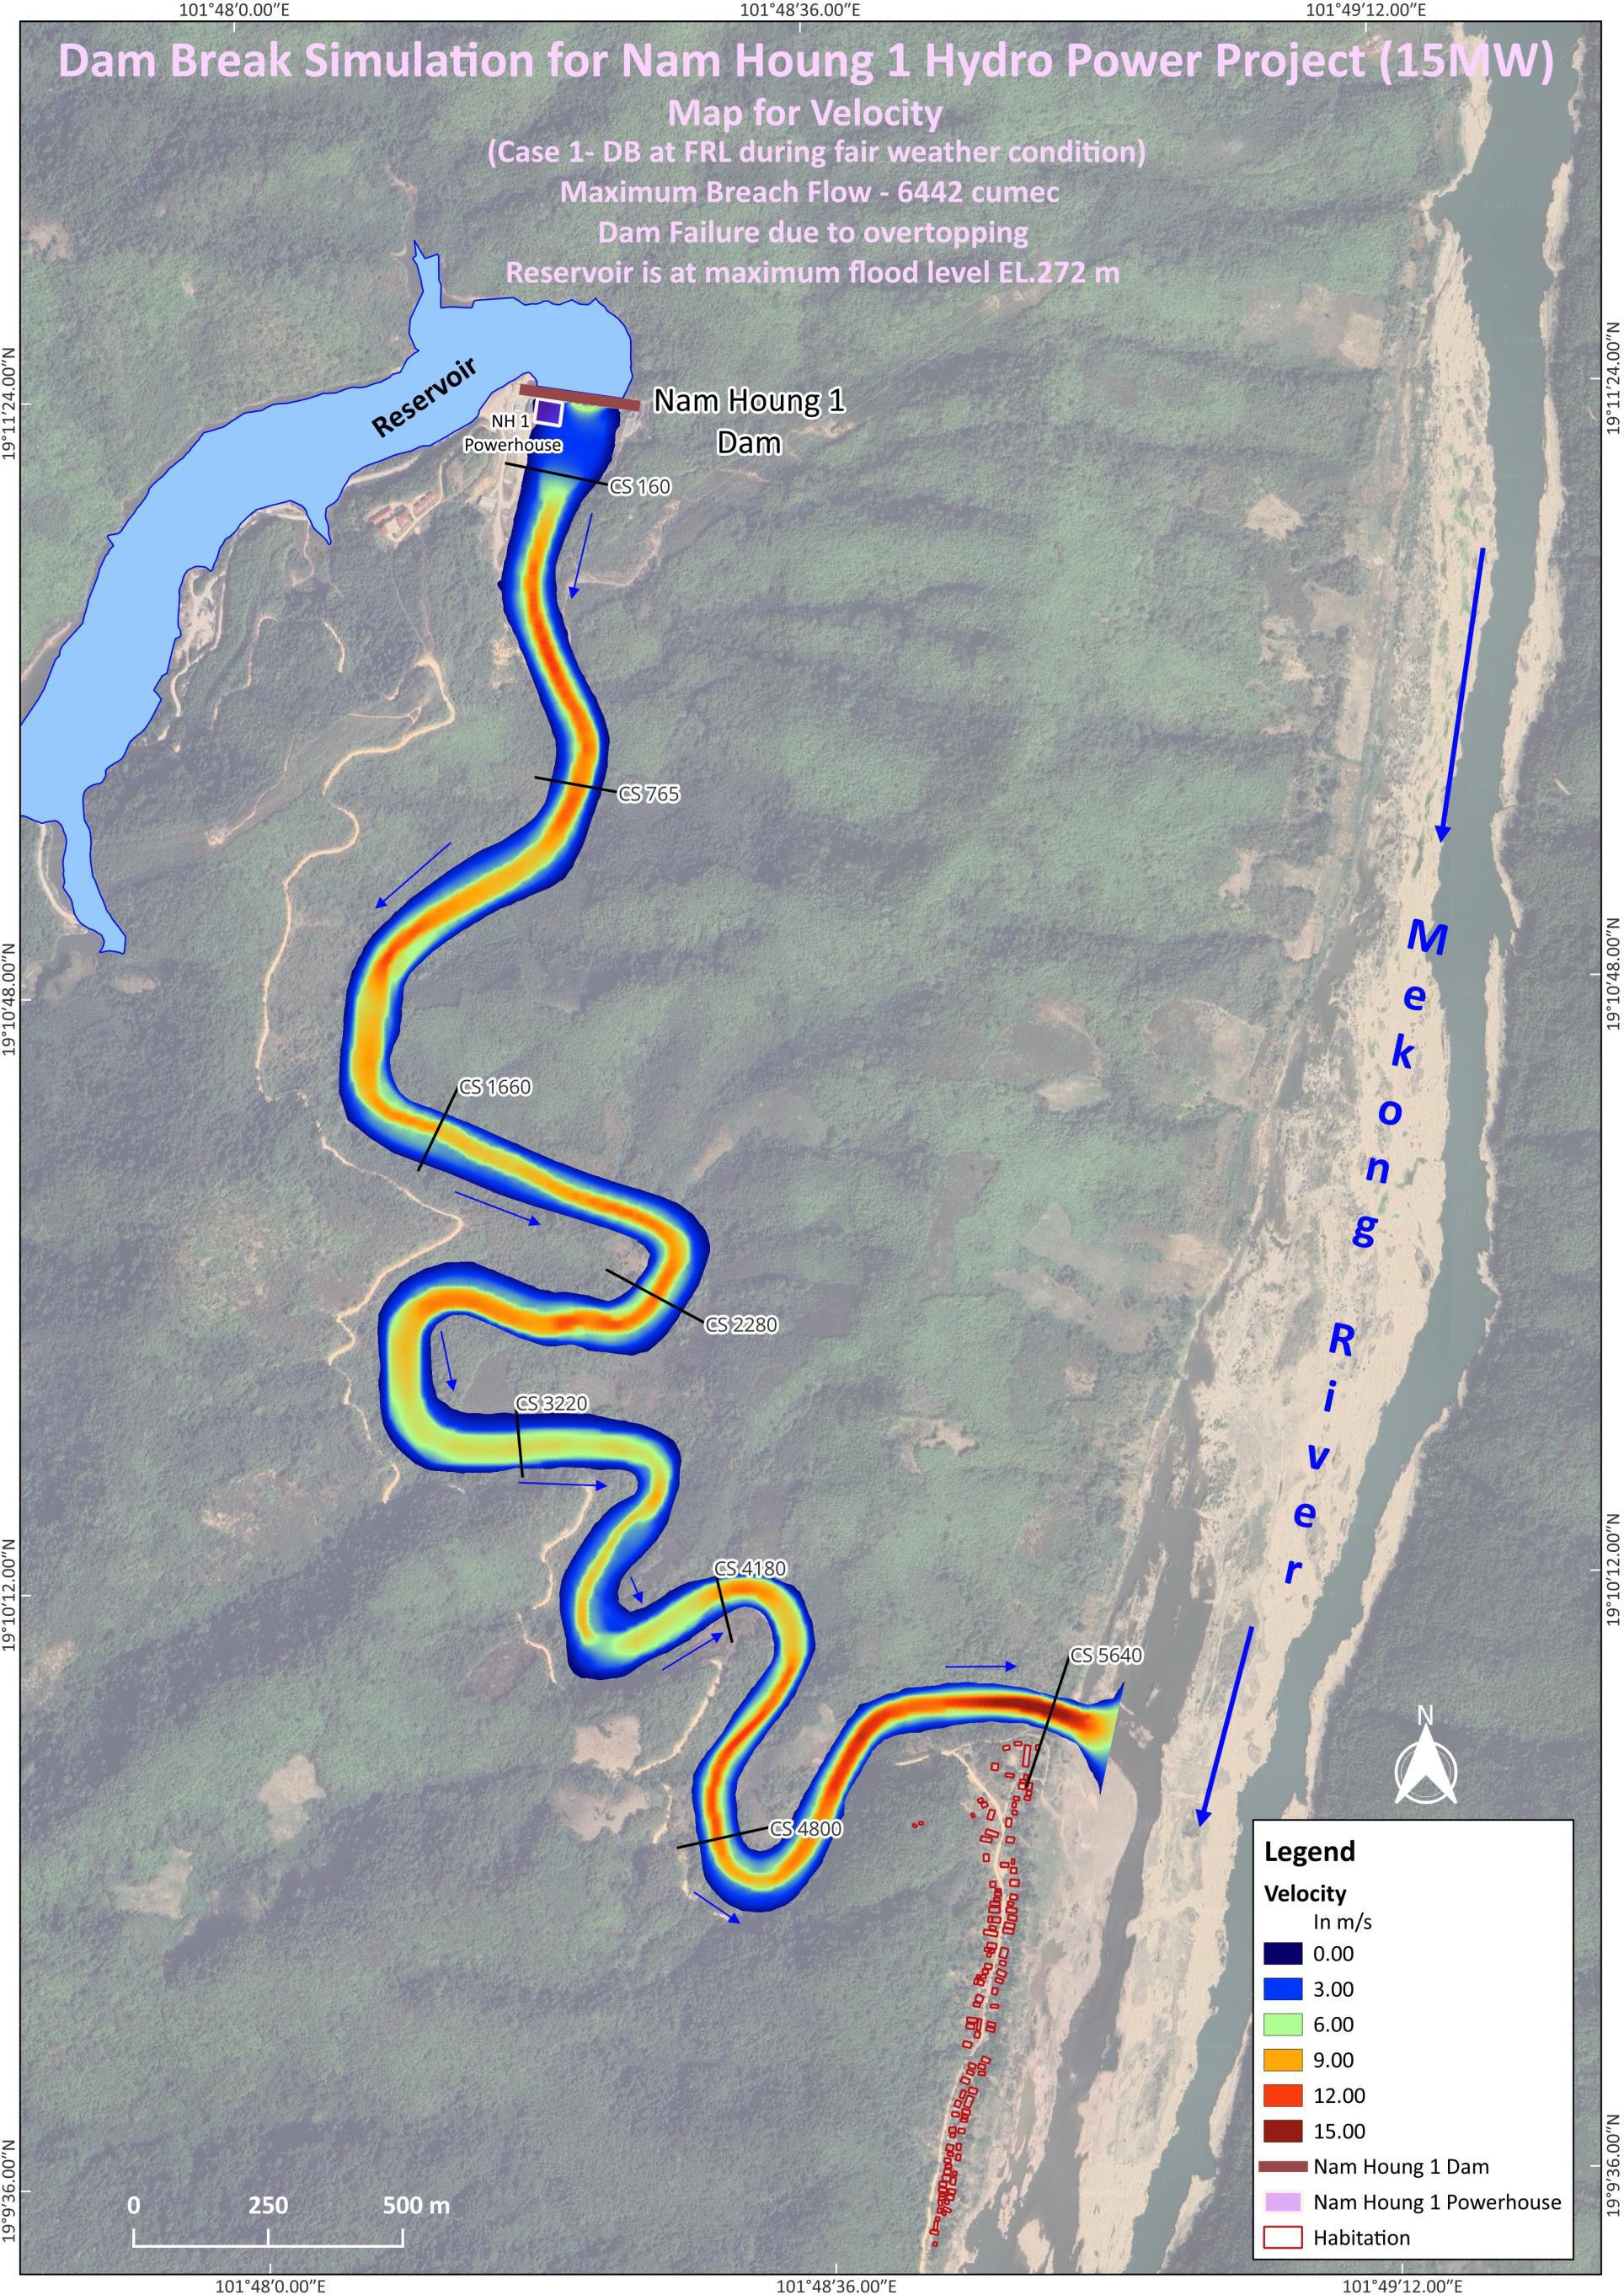 101°48′0.00″E 101°48′36.00″E 101°49′12.00″E
Dam Break Simulation for Nam Houng 1 Hydro Power Project (15MW)
Map for Velocity
(Case 1- DB at FRL during fair weather condition)
Maximum Breach Flow - 6442 cumec
Dam Failure due to overtopping
Reservoir is at maximum flood level EL.272 m
19°11′24.00″N
19°11′24.00″N
Reservoir
Nam Houng 1
Dam
NH 1
Powerhouse
CS 160
CS 765
19°10′48.00″N
19°10′48.00″N
Mekong River
CS 1660
CS 2280
CS 3220
19°10′12.00″N
19°10′12.00″N
CS 4180
CS 5640
N
CS 4800
Legend
Velocity
In m/s
0.00
3.00
6.00
9.00
12.00
15.00
Nam Houng 1 Dam
Nam Houng 1 Powerhouse
Habitation
19°9′36.00″N
19°9′36.00″N
0 250 500 m
101°48′0.00″E 101°48′36.00″E 101°49′12.00″E